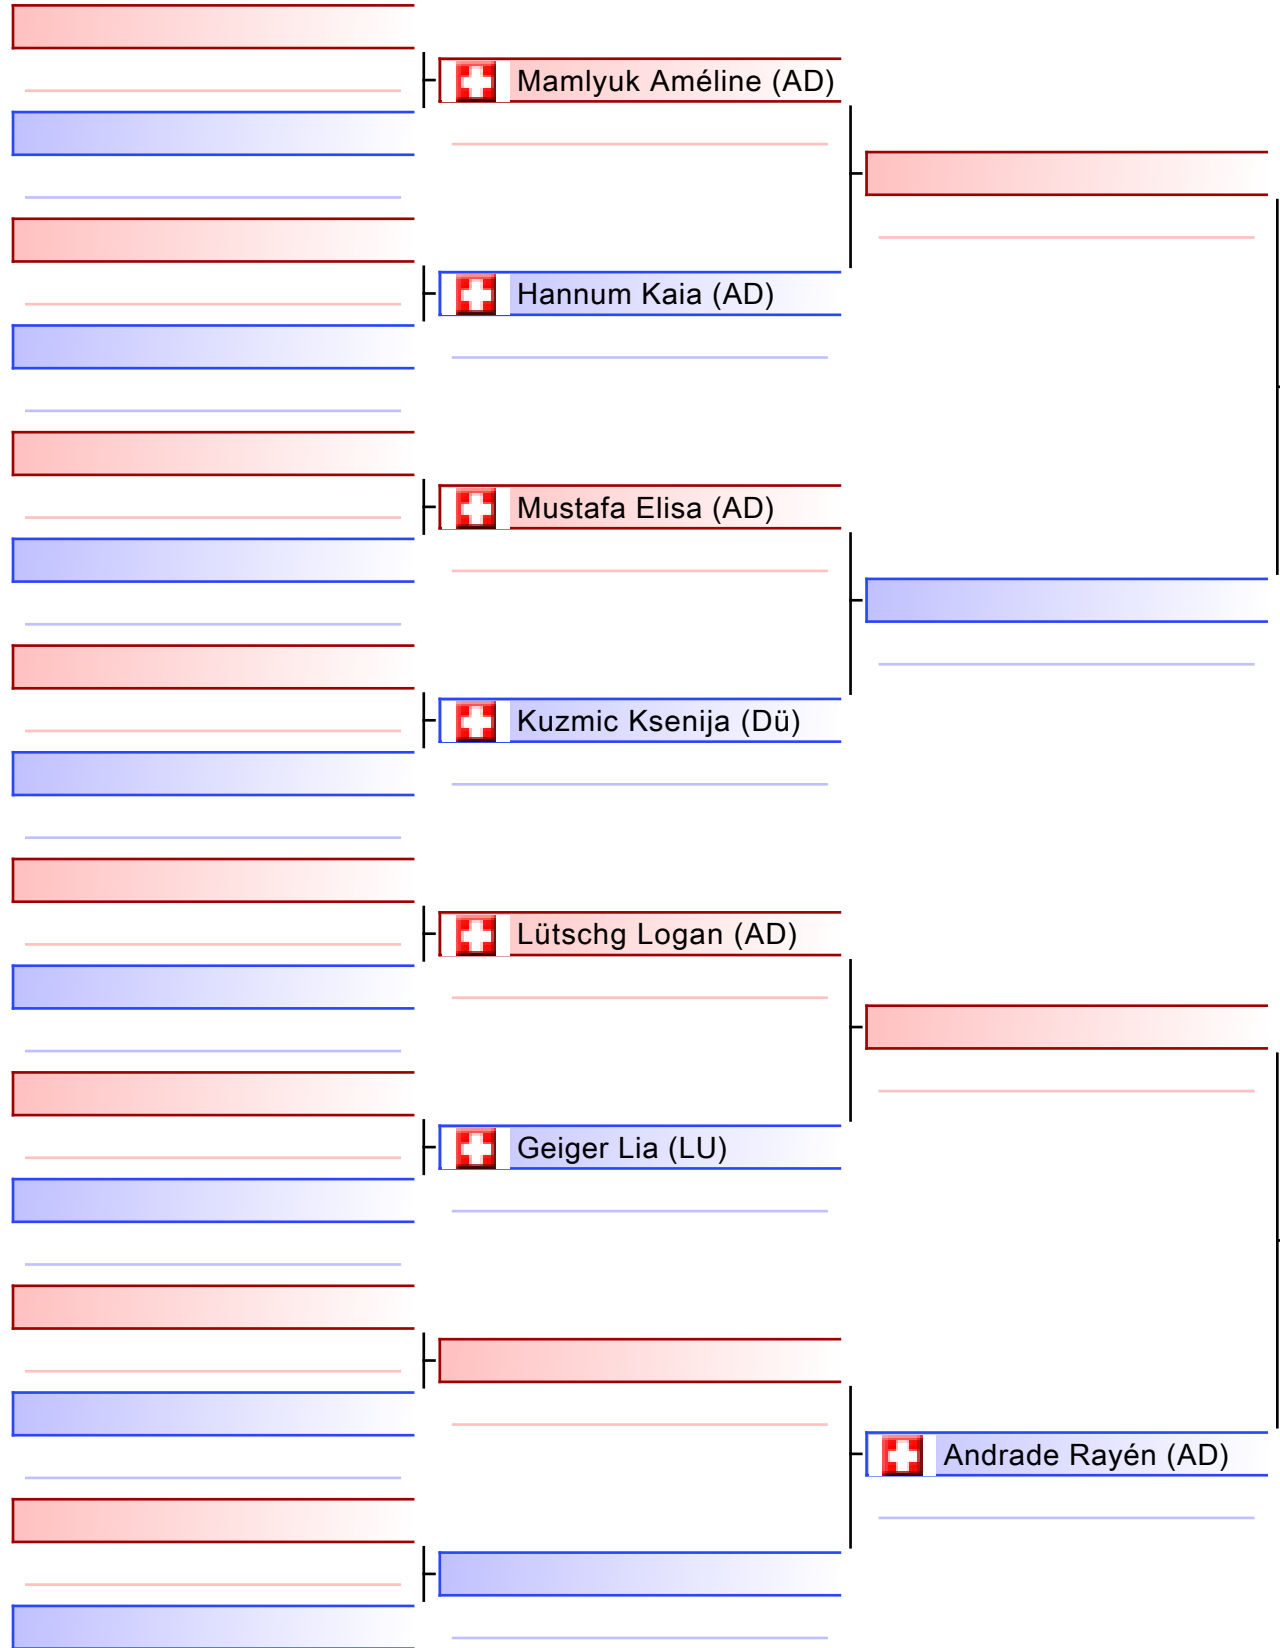 Mamlyuk Améline (AD)
Hannum Kaia (AD)
Mustafa Elisa (AD)
Kuzmic Ksenija (Dü)
Lütschg Logan (AD)
Geiger Lia (LU)
Andrade Rayén (AD)